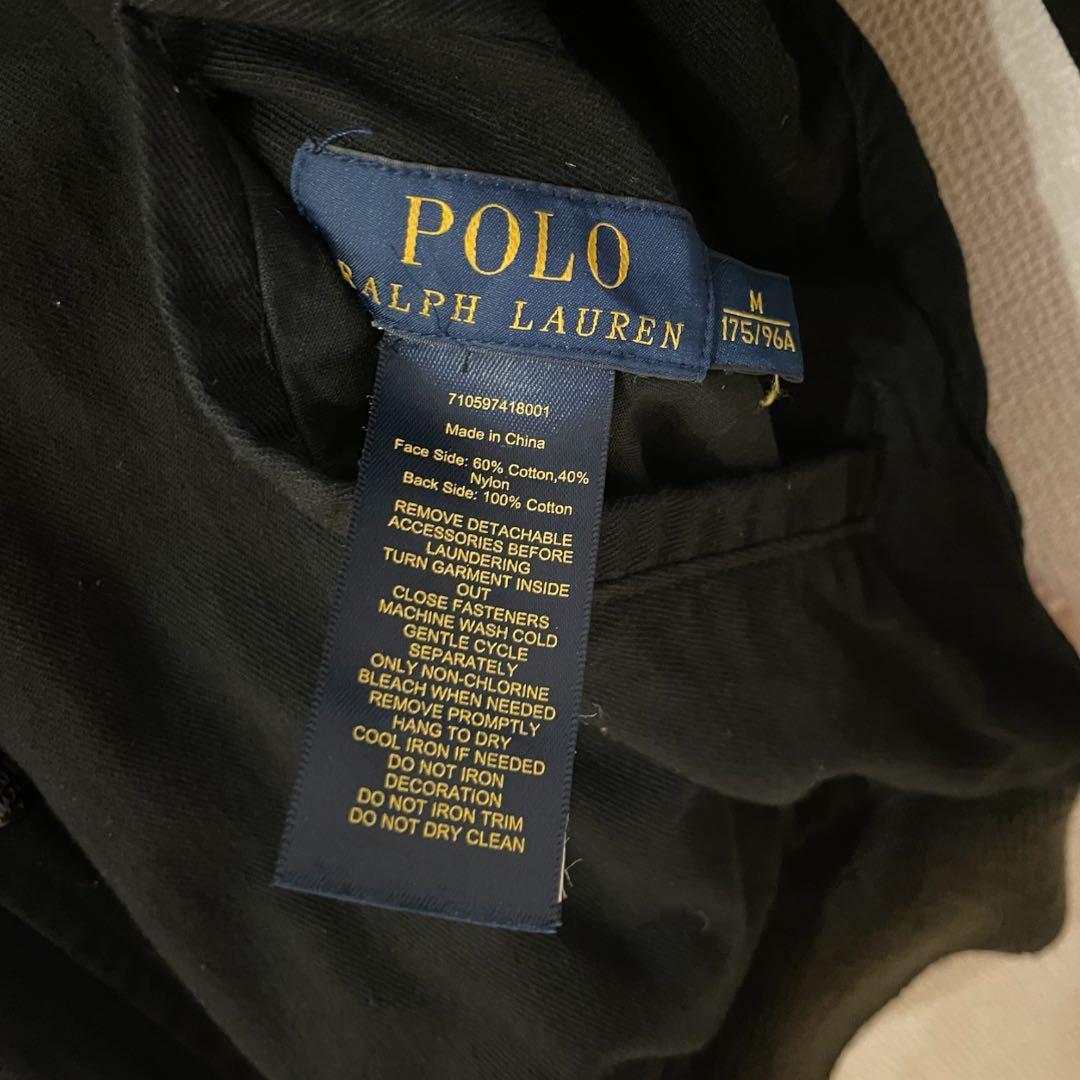 POLO
RALPH LAUREN
M
175/96A
710597418001
Made in China
Face Side: 60% Cotton,40%
Nylon
Back Side: 100% Cotton
REMOVE DETACHABLE
ACCESSORIES BEFORE
LAUNDERING
TURN GARMENT INSIDE
OUT
CLOSE FASTENERS
MACHINE WASH COLD
GENTLE CYCLE
SEPARATELY
ONLY NON-CHLORINE
BLEACH WHEN NEEDED
REMOVE PROMPTLY
HANG TO DRY
COOL IRON IF NEEDED
DO NOT IRON
DECORATION
DO NOT IRON TRIM
DO NOT DRY CLEAN